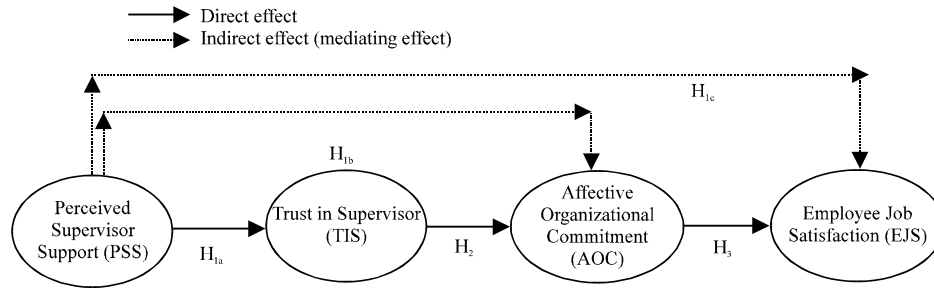 Direct effect
Indirect effect (mediating effect)
H1c
H1b
Perceived
Supervisor
Support (PSS)
H1a
Trust in Supervisor
(TIS)
H2
Affective
Organizational
Commitment
(AOC)
H3
Employee Job
Satisfaction (EJS)